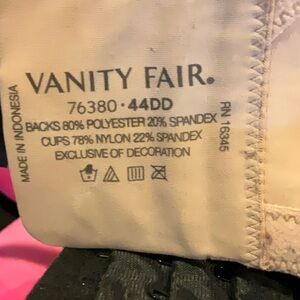 VANITY FAIR®
76380 • 44DD
BACKS 80% POLYESTER 20% SPANDEX
CUPS 78% NYLON 22% SPANDEX
EXCLUSIVE OF DECORATION
MADE IN INDONESIA
RN 16345